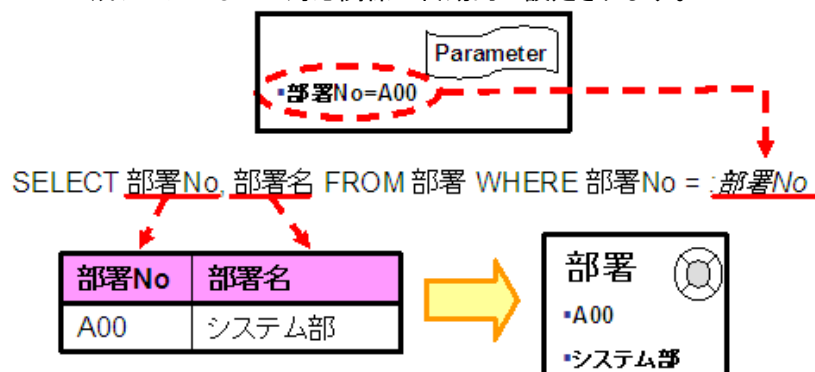 Parameter
▪部署No=A00
SELECT 部署No, 部署名 FROM 部署 WHERE 部署No = :部署No
部署No 部署名
A00 システム部
部署
▪A00
▪システム部